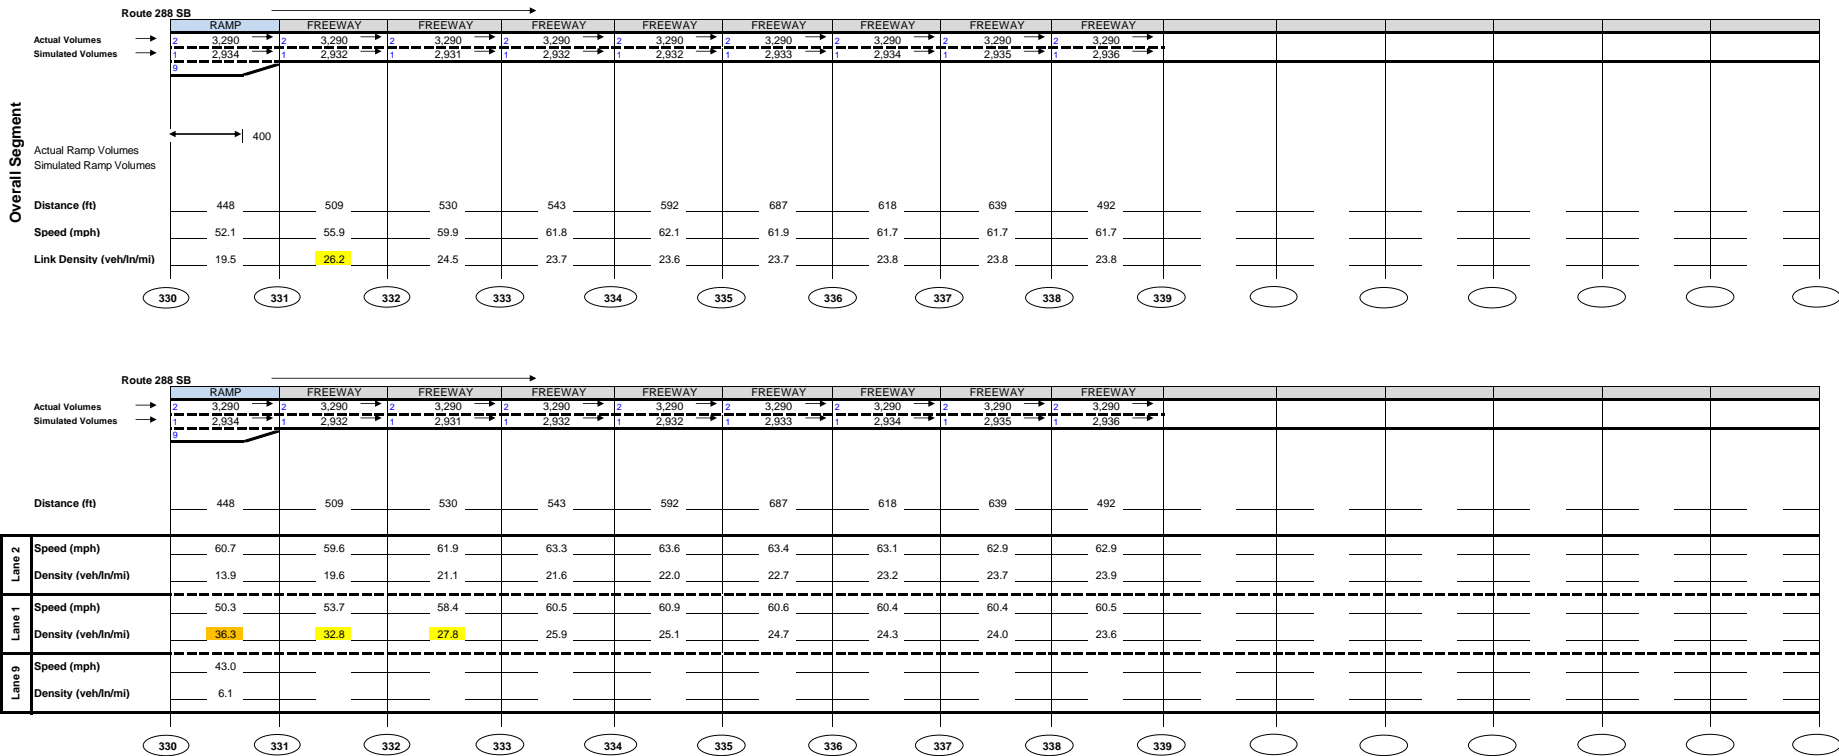 Route 288 SB
RAMP FREEWAY FREEWAY FREEWAY FREEWAY FREEWAY FREEWAY FREEWAY FREEWAY
Actual Volumes 2 3,290 2 3,290 2 3,290 2 3,290 2 3,290 2 3,290 2 3,290 2 3,290 2 3,290
Simulated Volumes 1 2,934 1 2,932 1 2,931 1 2,932 1 2,932 1 2,933 1 2,934 1 2,935 1 2,936
9
Overall Segment
400
Actual Ramp Volumes
Simulated Ramp Volumes
Distance (ft) 448 509 530 543 592 687 618 639 492
Speed (mph) 52.1 55.9 59.9 61.8 62.1 61.9 61.7 61.7 61.7
Link Density (veh/ln/mi) 19.5 26.2 24.5 23.7 23.6 23.7 23.8 23.8 23.8
330 331 332 333 334 335 336 337 338 339
Route 288 SB
RAMP FREEWAY FREEWAY FREEWAY FREEWAY FREEWAY FREEWAY FREEWAY FREEWAY
Actual Volumes 2 3,290 2 3,290 2 3,290 2 3,290 2 3,290 2 3,290 2 3,290 2 3,290 2 3,290
Simulated Volumes 1 2,934 1 2,932 1 2,931 1 2,932 1 2,932 1 2,933 1 2,934 1 2,935 1 2,936
9
Distance (ft) 448 509 530 543 592 687 618 639 492
Lane 2
Speed (mph) 60.7 59.6 61.9 63.3 63.6 63.4 63.1 62.9 62.9
Density (veh/ln/mi) 13.9 19.6 21.1 21.6 22.0 22.7 23.2 23.7 23.9
Lane 1
Speed (mph) 50.3 53.7 58.4 60.5 60.9 60.6 60.4 60.4 60.5
Density (veh/ln/mi) 36.3 32.8 27.8 25.9 25.1 24.7 24.3 24.0 23.6
Lane 9
Speed (mph) 43.0
Density (veh/ln/mi) 6.1
330 331 332 333 334 335 336 337 338 339